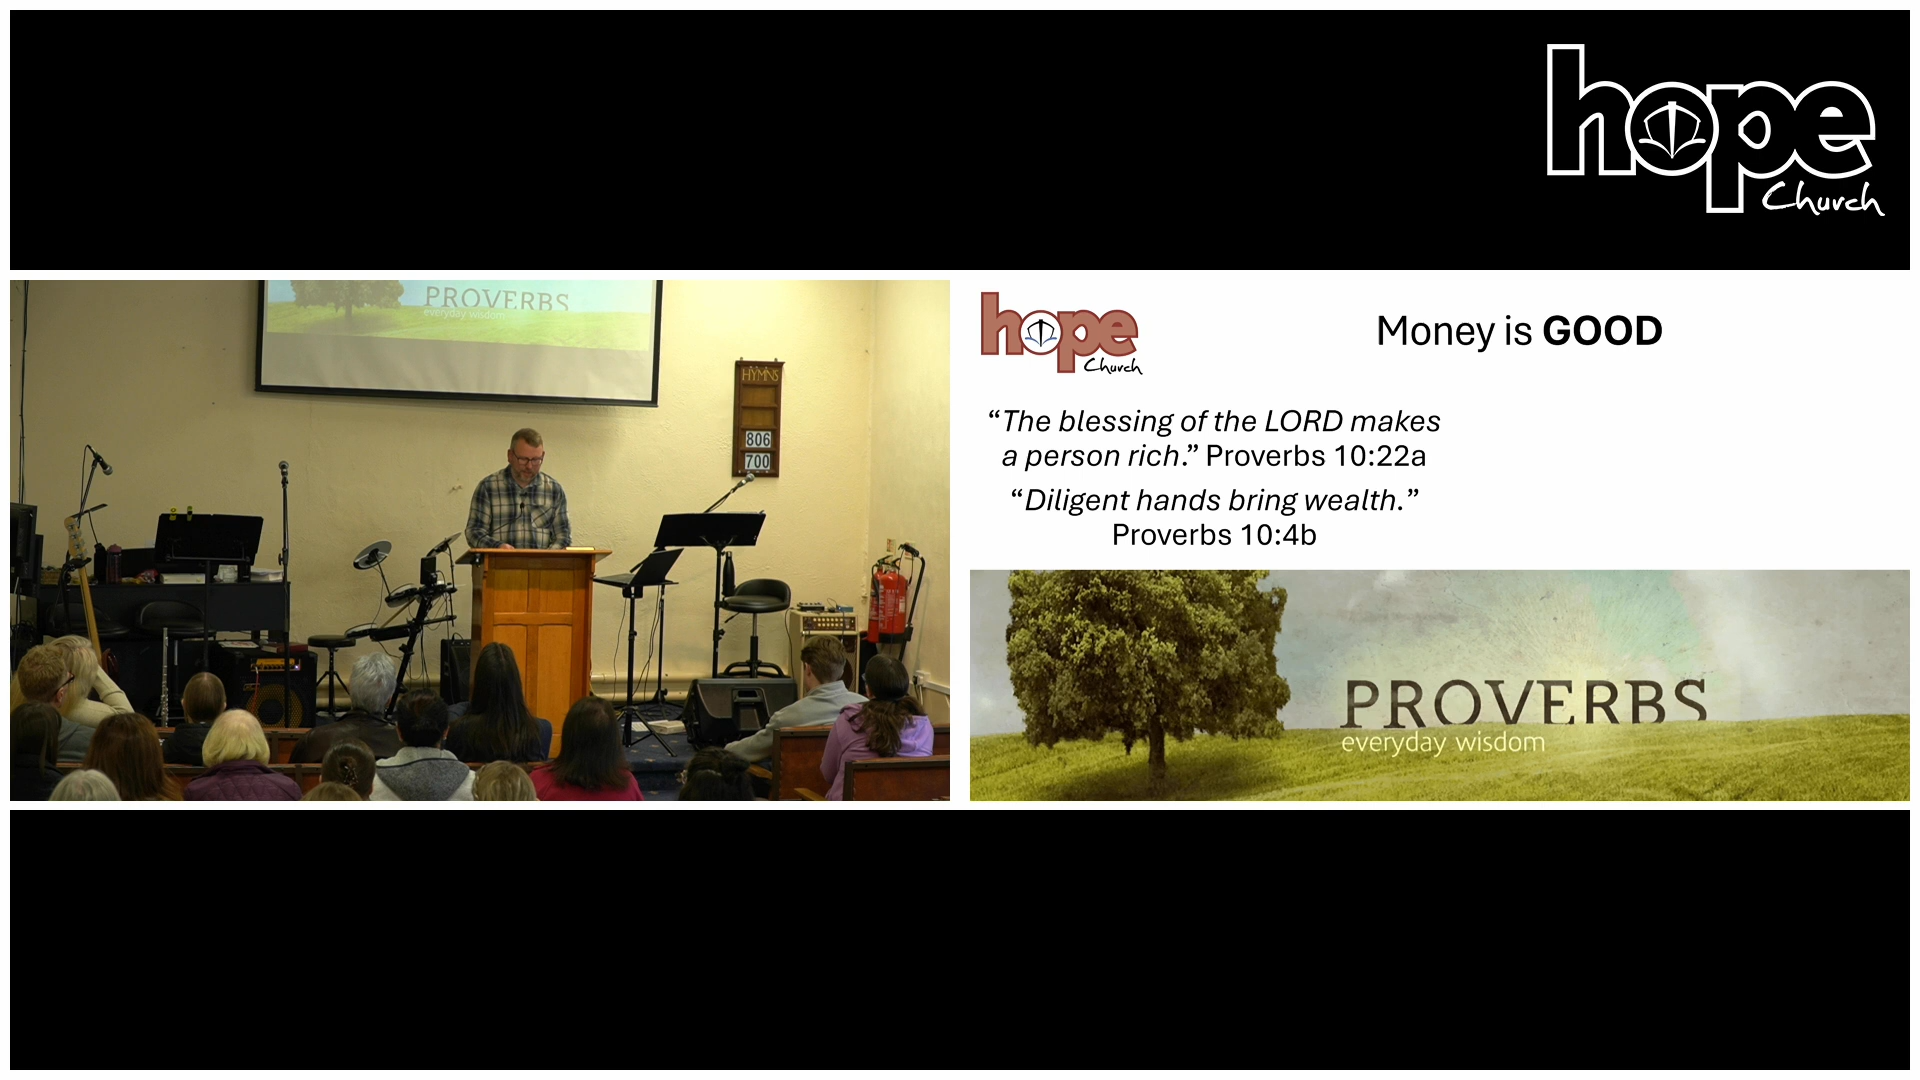 hope
Church
PROVERBS
everyday wisdom
HYMNS
806
700
hope
Church
Money is GOOD
“The blessing of the LORD makes
a person rich.” Proverbs 10:22a
“Diligent hands bring wealth.”
Proverbs 10:4b
PROVERBS
everyday wisdom